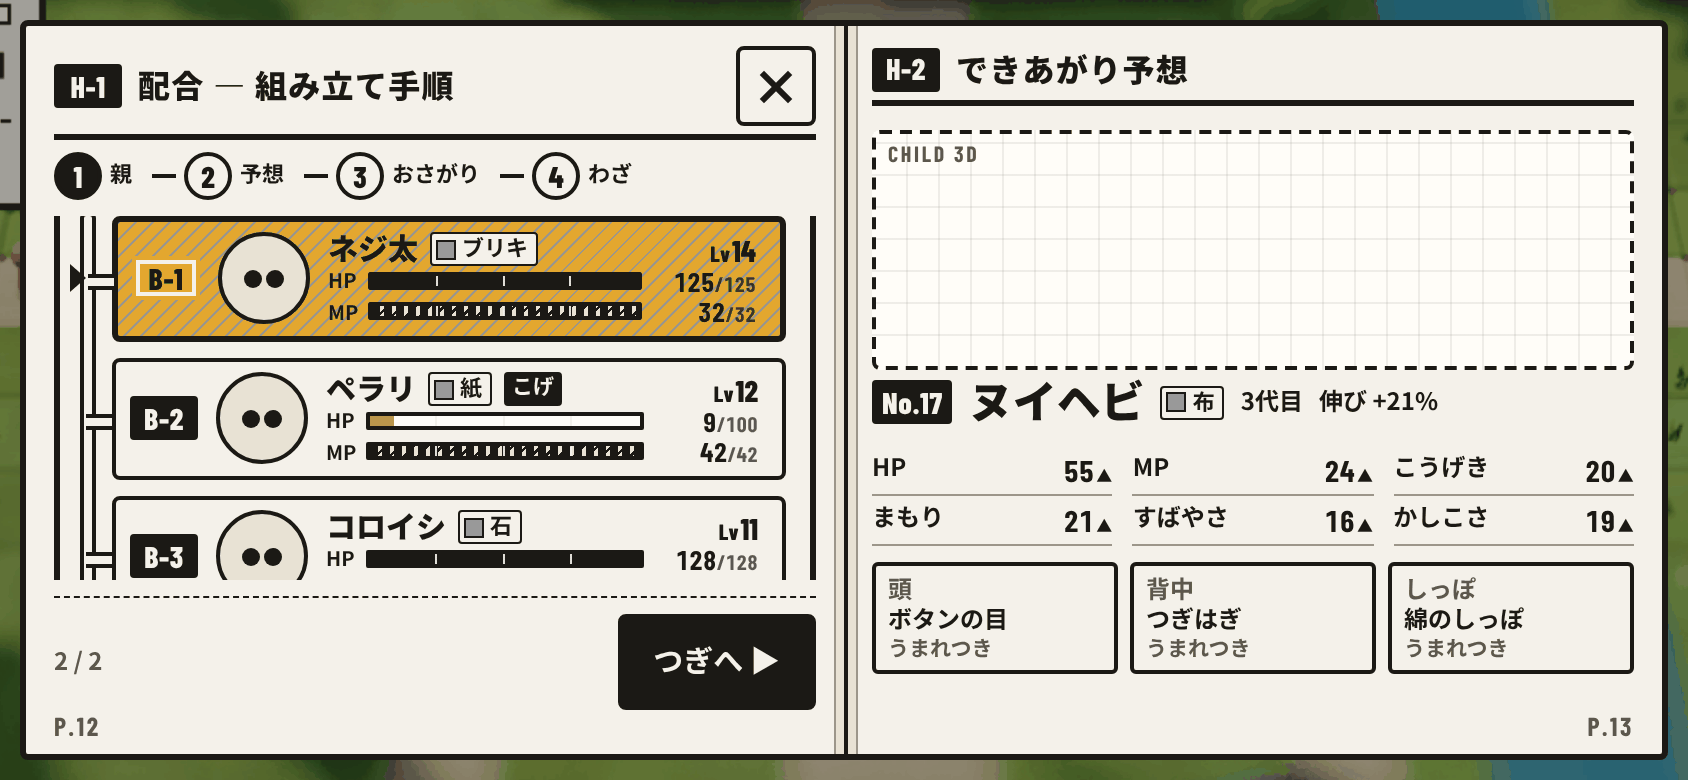 H-1 配合 — 組み立て手順
1 親 2 予想 3 おさがり 4 わざ
B-1 ネジ太 ブリキ Lv14
HP 125/125
MP 32/32
B-2 ペラリ 紙 こげ Lv12
HP 9/100
MP 42/42
B-3 コロイシ 石 Lv11
HP 128/128
2 / 2
つぎへ ▶
P.12
H-2 できあがり予想
CHILD 3D
No.17 ヌイヘビ 布 3代目 伸び +21%
HP 55▲ MP 24▲ こうげき 20▲
まもり 21▲ すばやさ 16▲ かしこさ 19▲
頭
ボタンの目
うまれつき
背中
つぎはぎ
うまれつき
しっぽ
綿のしっぽ
うまれつき
P.13